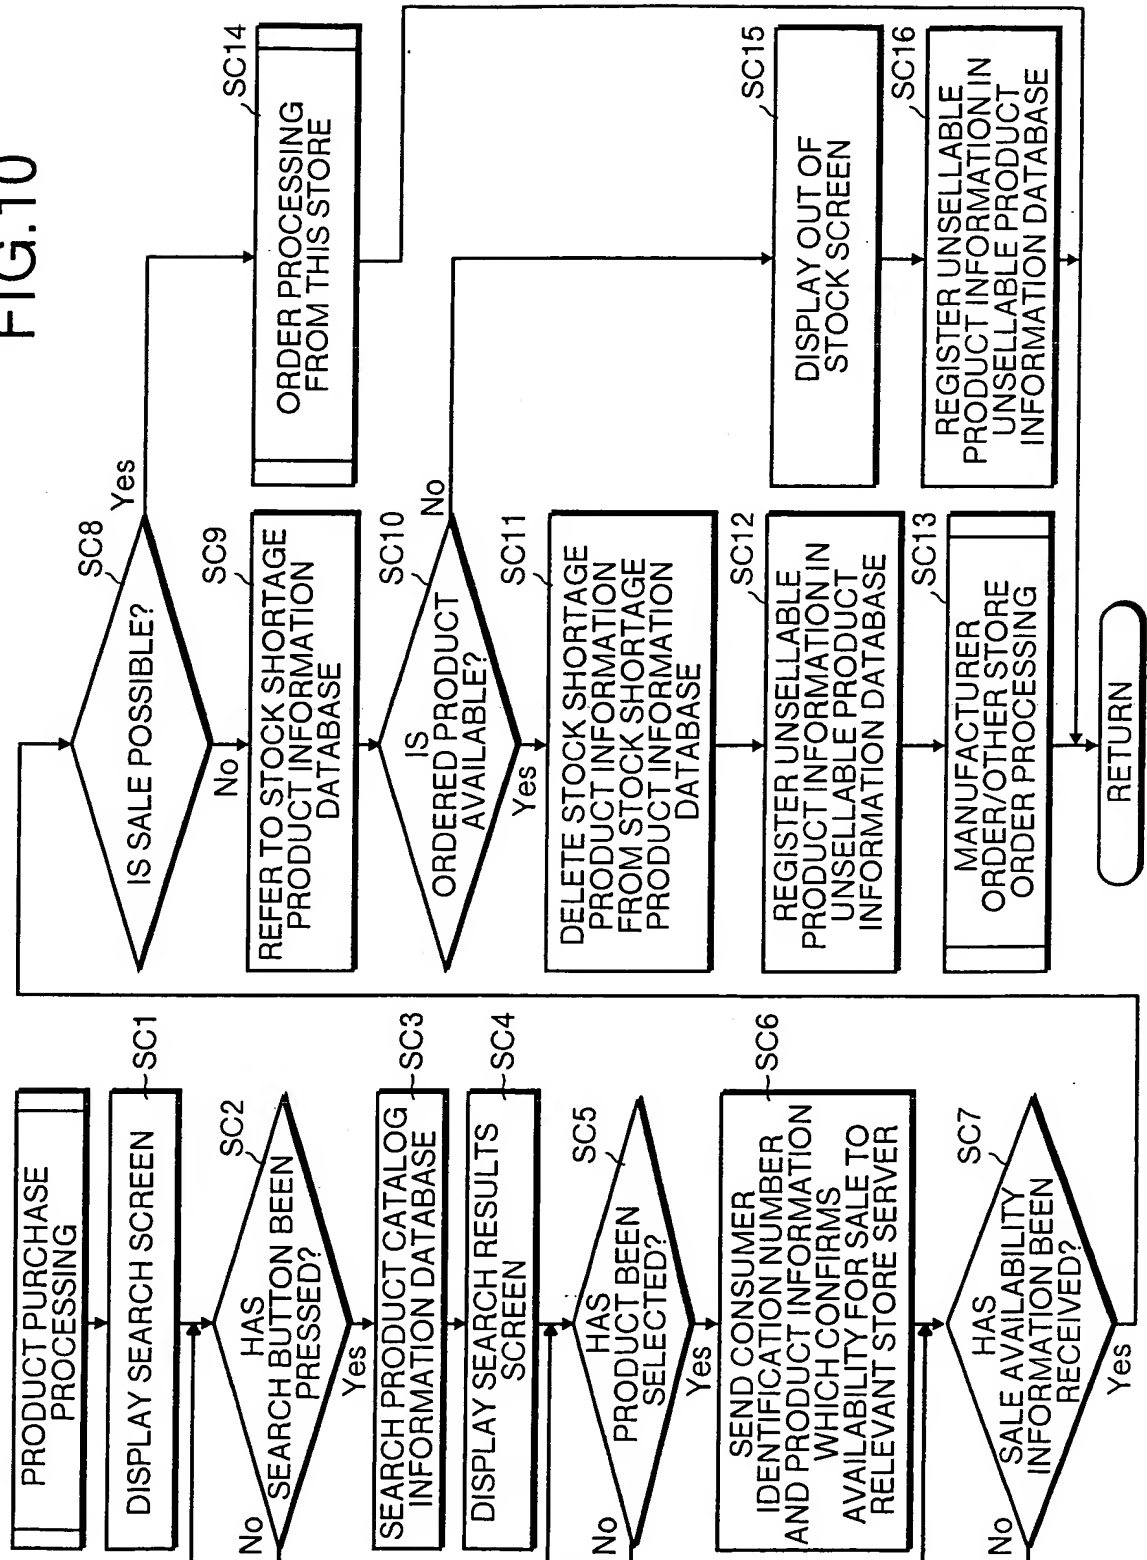 FIG.10
PRODUCT PURCHASE
PROCESSING
DISPLAY SEARCH SCREEN
SC1
HAS
SEARCH BUTTON BEEN
PRESSED?
SC2
No
Yes
SEARCH PRODUCT CATALOG
INFORMATION DATABASE
SC3
DISPLAY SEARCH RESULTS
SCREEN
SC4
HAS
PRODUCT BEEN
SELECTED?
SC5
No
Yes
SEND CONSUMER
IDENTIFICATION NUMBER
AND PRODUCT INFORMATION
WHICH CONFIRMS
AVAILABILITY FOR SALE TO
RELEVANT STORE SERVER
SC6
HAS
SALE AVAILABILITY
INFORMATION BEEN
RECEIVED?
SC7
No
Yes
IS SALE POSSIBLE?
SC8
Yes
No
REFER TO STOCK SHORTAGE
PRODUCT INFORMATION
DATABASE
SC9
IS
ORDERED PRODUCT
AVAILABLE?
SC10
No
Yes
DELETE STOCK SHORTAGE
PRODUCT INFORMATION
FROM STOCK SHORTAGE
PRODUCT INFORMATION
DATABASE
SC11
REGISTER UNSELLABLE
PRODUCT INFORMATION IN
UNSELLABLE PRODUCT
INFORMATION DATABASE
SC12
MANUFACTURER
ORDER/OTHER STORE
ORDER PROCESSING
SC13
RETURN
ORDER PROCESSING
FROM THIS STORE
SC14
DISPLAY OUT OF
STOCK SCREEN
SC15
REGISTER UNSELLABLE
PRODUCT INFORMATION IN
UNSELLABLE PRODUCT
INFORMATION DATABASE
SC16